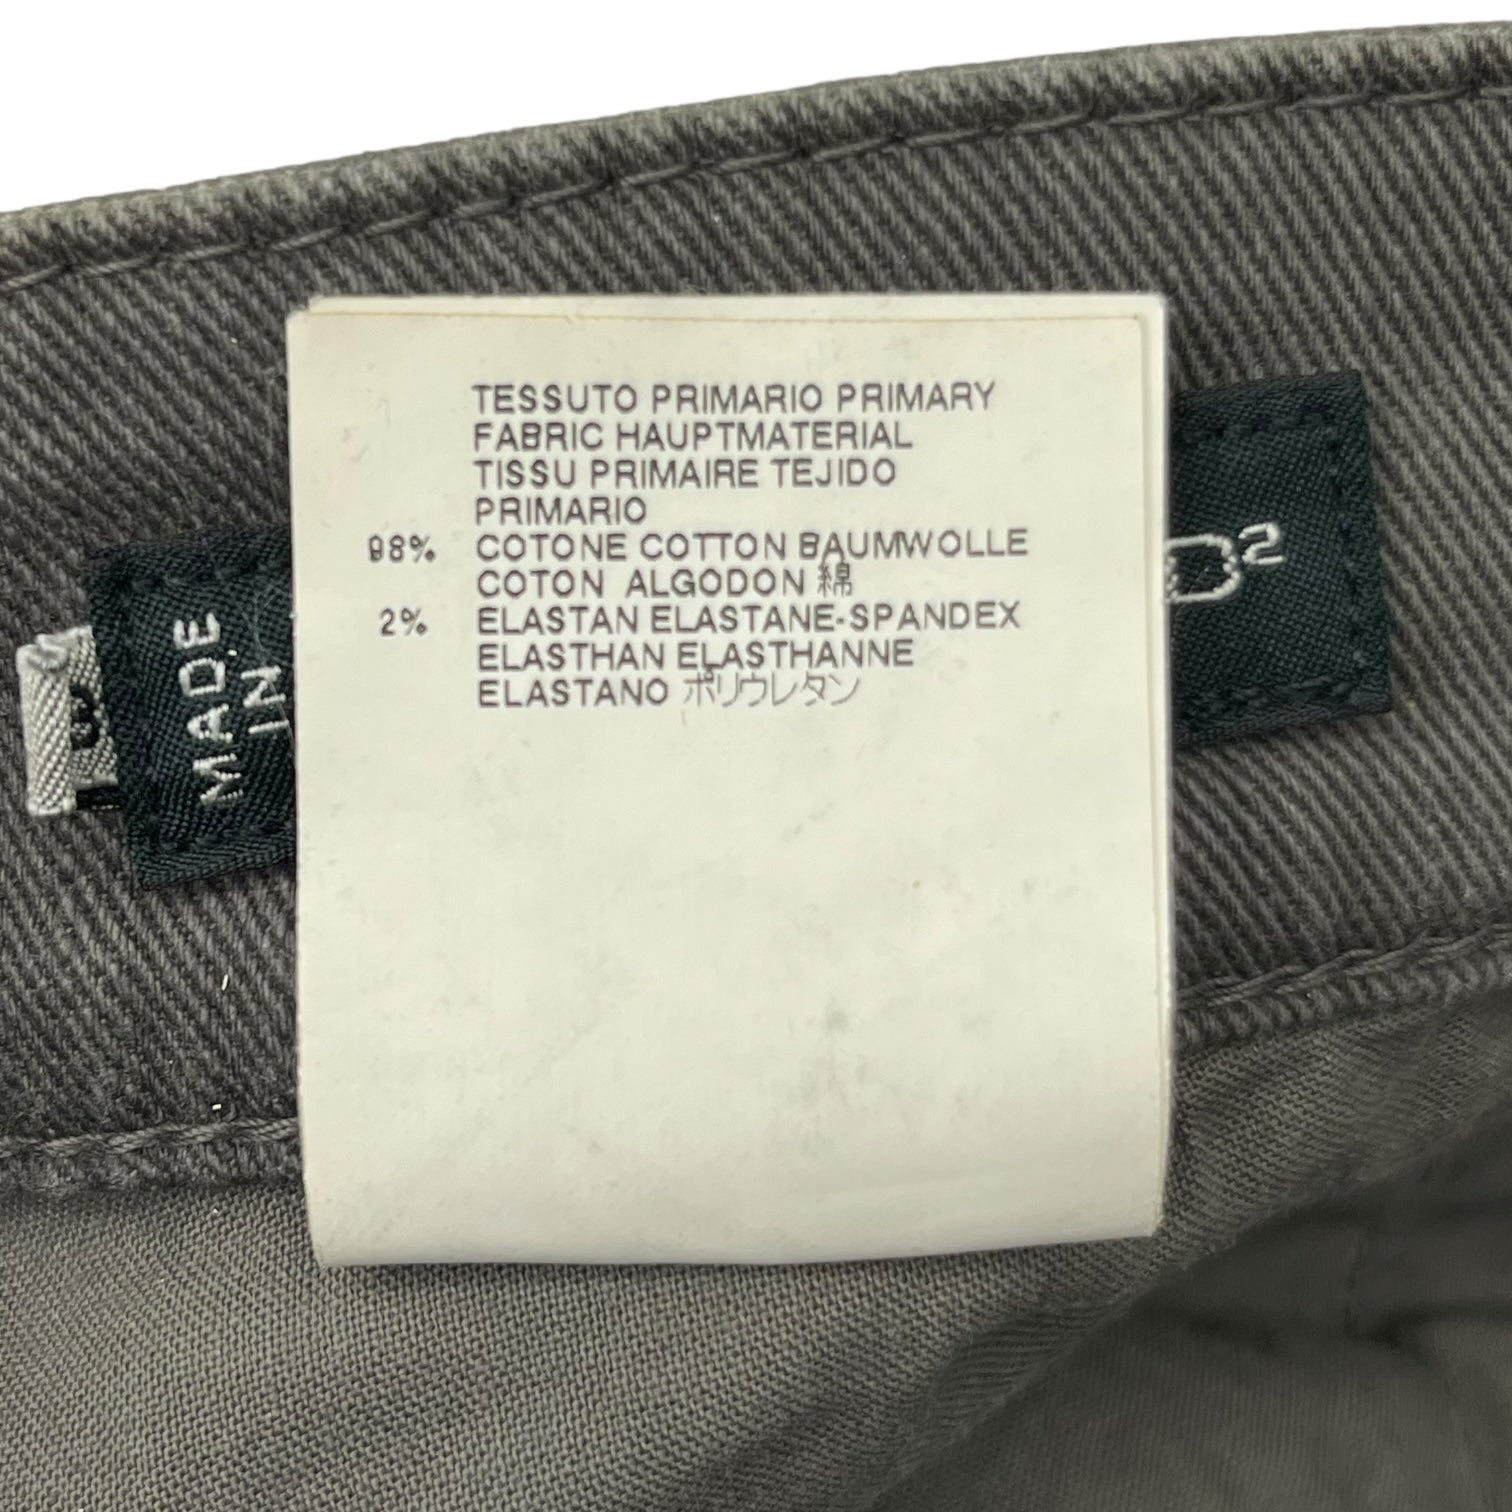 TESSUTO PRIMARIO PRIMARY
FABRIC HAUPTMATERIAL
TISSU PRIMAIRE TEJIDO
PRIMARIO
98% COTONE COTTON BAUMWOLLE
COTON ALGODON 綿
2% ELASTAN ELASTANE-SPANDEX
ELASTHAN ELASTHANNE
ELASTANO ポリウレタン
MADE
IN
D²